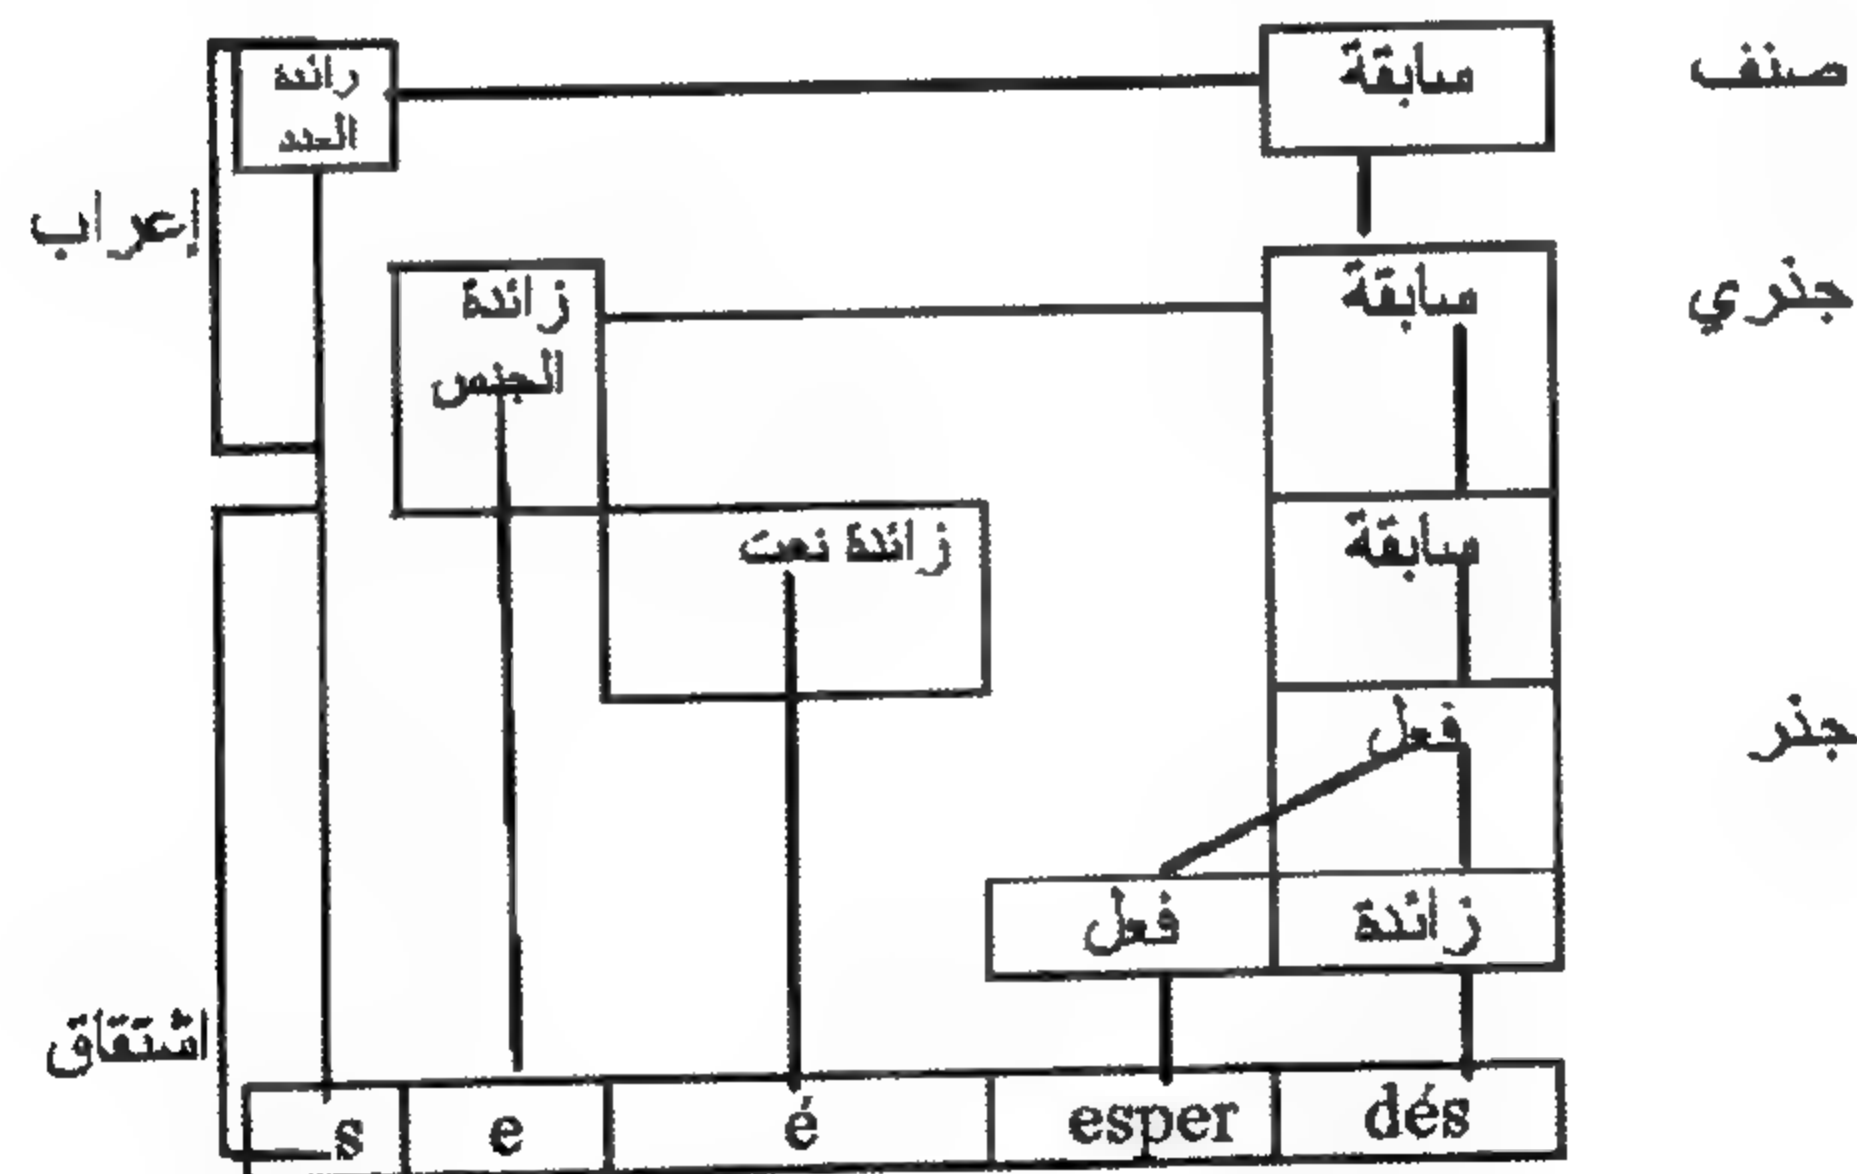 صنف
سابقة
زائدة
العدد
إعراب
جذري
سابقة
زائدة
الجنس
سابقة
زائدة نعت
جذر
فعل
زائدة
فعل
اشتقاق
dés
esper
é
e
s